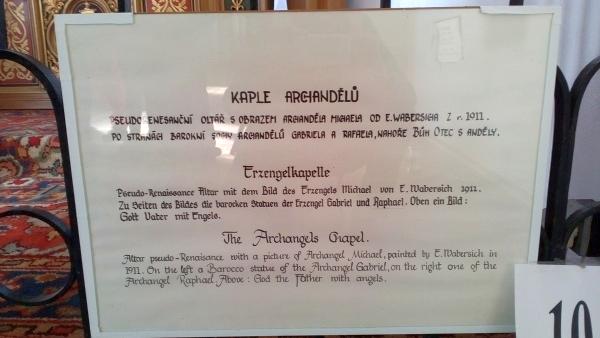 KAPLE ARCHANDĚLŮ
PSEUDORENESANČNÍ OLTÁŘ S OBRAZEM ARCHANDĚLA MICHAELA OD E.WABERSICHA Z r. 1911.
PO STRANÁCH BAROKNÍ SOCHY ARCHANDĚLŮ GABRIELA A RAFAELA, NAHOŘE BŮH OTEC S ANDĚLY.
Erzengelkapelle
Pseudo-Renaissance Altar mit dem Bild des Erzengels Michael von E. Wabersich 1911.
Zu Seiten des Bildes die barocken Statuen der Erzengel Gabriel und Raphael. Oben ein Bild:
Gott Vater mit Engels.
The Archangels Chapel.
Altar pseudo-Renaisance with a picture of Archangel Michael, painted by E.Wabersich in
1911. On the left a Barocco statue of the Archangel Gabriel, on the right one of the
Archangel Raphael. Above: God the Father with angels.
10